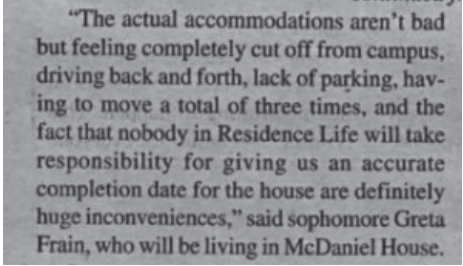 “The actual accommodations aren’t bad
but feeling completely cut off from campus,
driving back and forth, lack of parking, hav-
ing to move a total of three times, and the
fact that nobody in Residence Life will take
responsibility for giving us an accurate
completion date for the house are definitely
huge inconveniences,” said sophomore Greta
Frain, who will be living in McDaniel House.